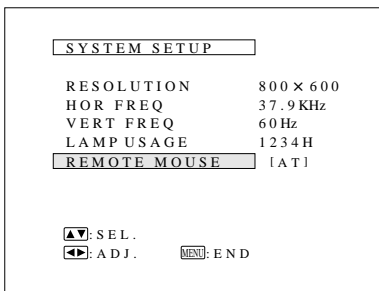 SYSTEM SETUP
RESOLUTION 800×600
HOR FREQ 37.9KHz
VERT FREQ 60Hz
LAMP USAGE 1234H
REMOTE MOUSE [AT]
▲▼:SEL.
◀▶:ADJ. MENU:END